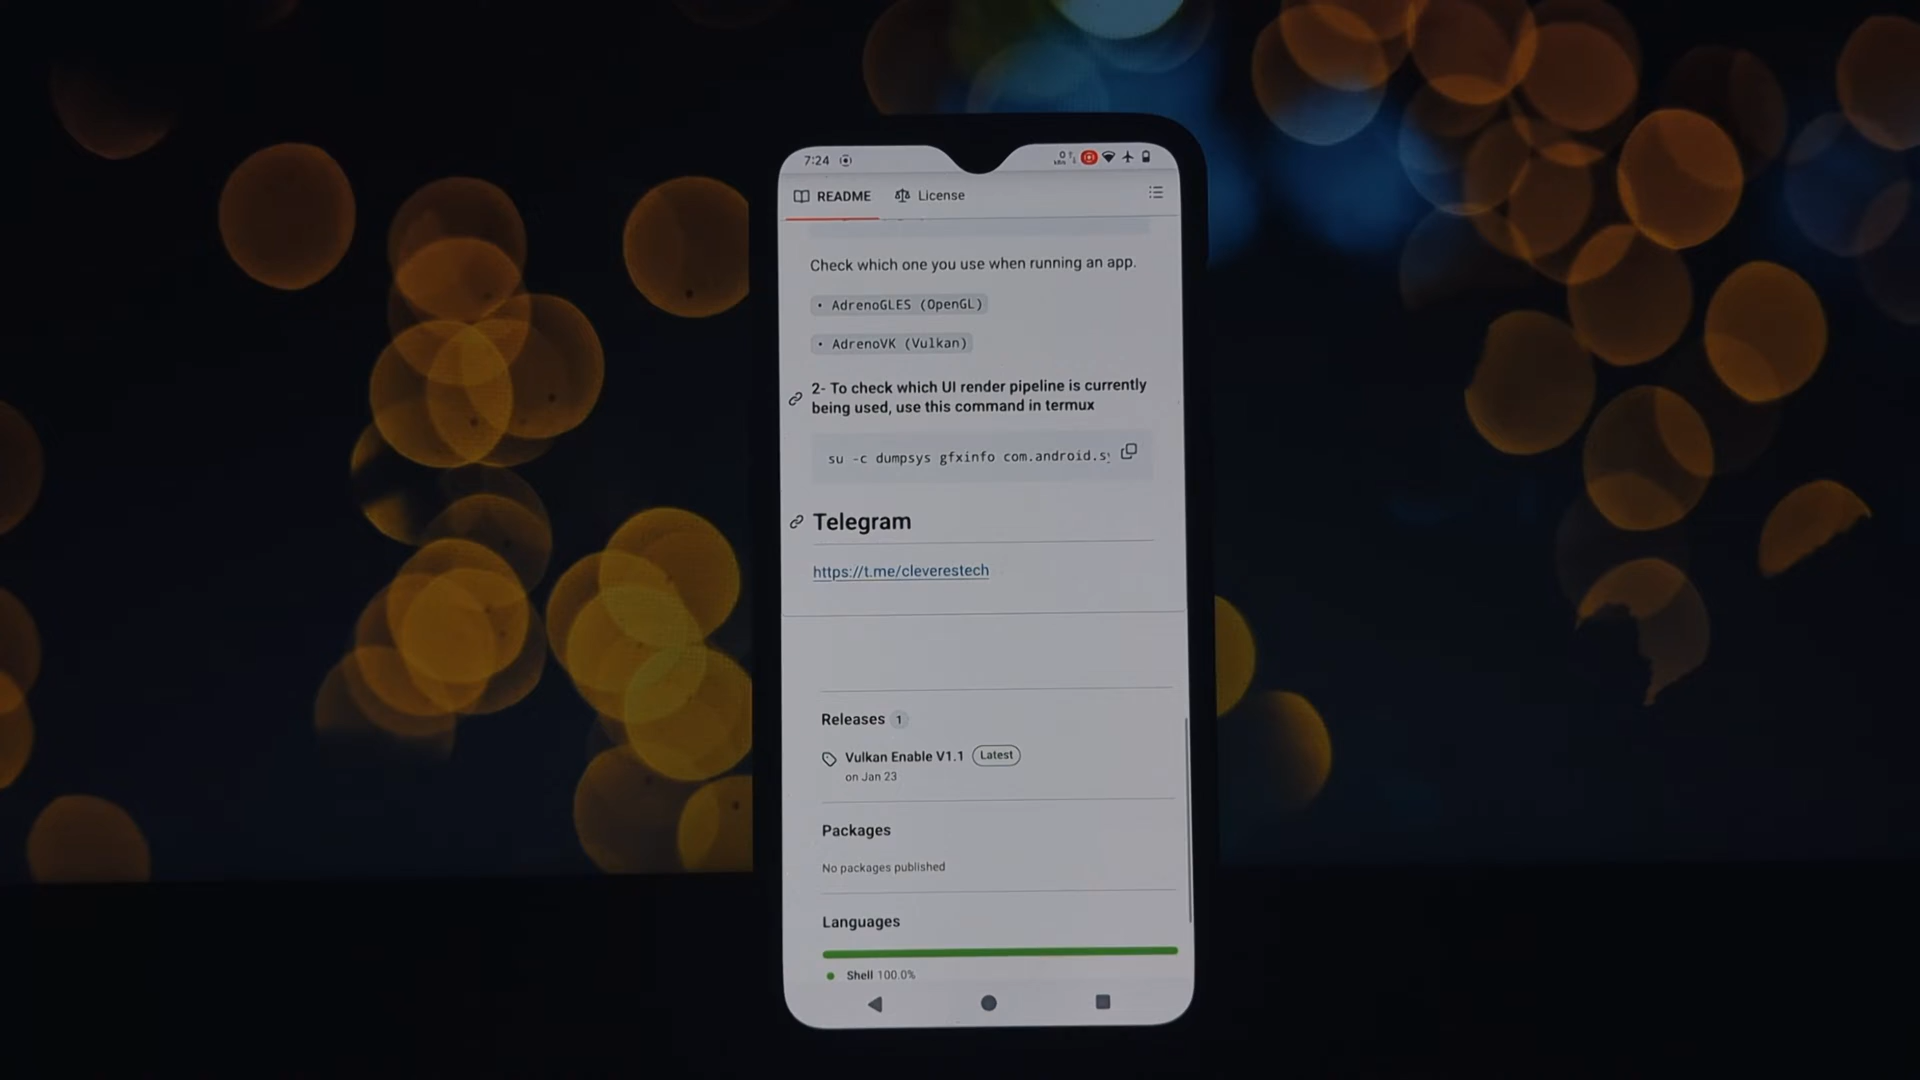 7:24
README License
Check which one you use when running an app.
• AdrenoGLES (OpenGL)
• AdrenoVK (Vulkan)
2- To check which UI render pipeline is currently
being used, use this command in termux
su -c dumpsys gfxinfo com.android.s
Telegram
https://t.me/cleverestech
Releases 1
Vulkan Enable V1.1 Latest
on Jan 23
Packages
No packages published
Languages
Shell 100.0%